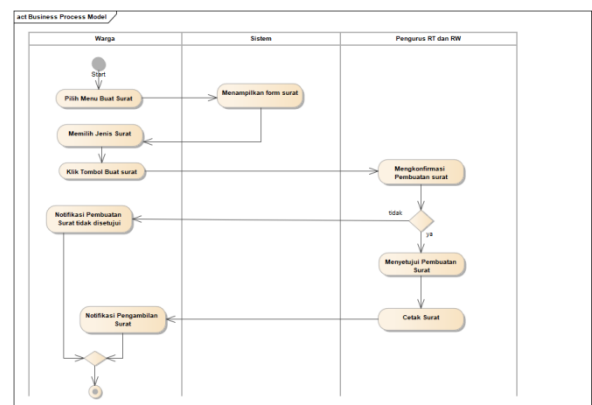 act Business Process Model
Warga
Sistem
Pengurus RT dan RW
Start
Pilih Menu Buat Surat
Menampilkan form surat
Memilih Jenis Surat
Klik Tombol Buat surat
Mengkonfirmasi
Pembuatan surat
tidak
Notifikasi Pembuatan
Surat tidak disetujui
ya
Menyetujui Pembuatan
Surat
Notifikasi Pengambilan
Surat
Cetak Surat